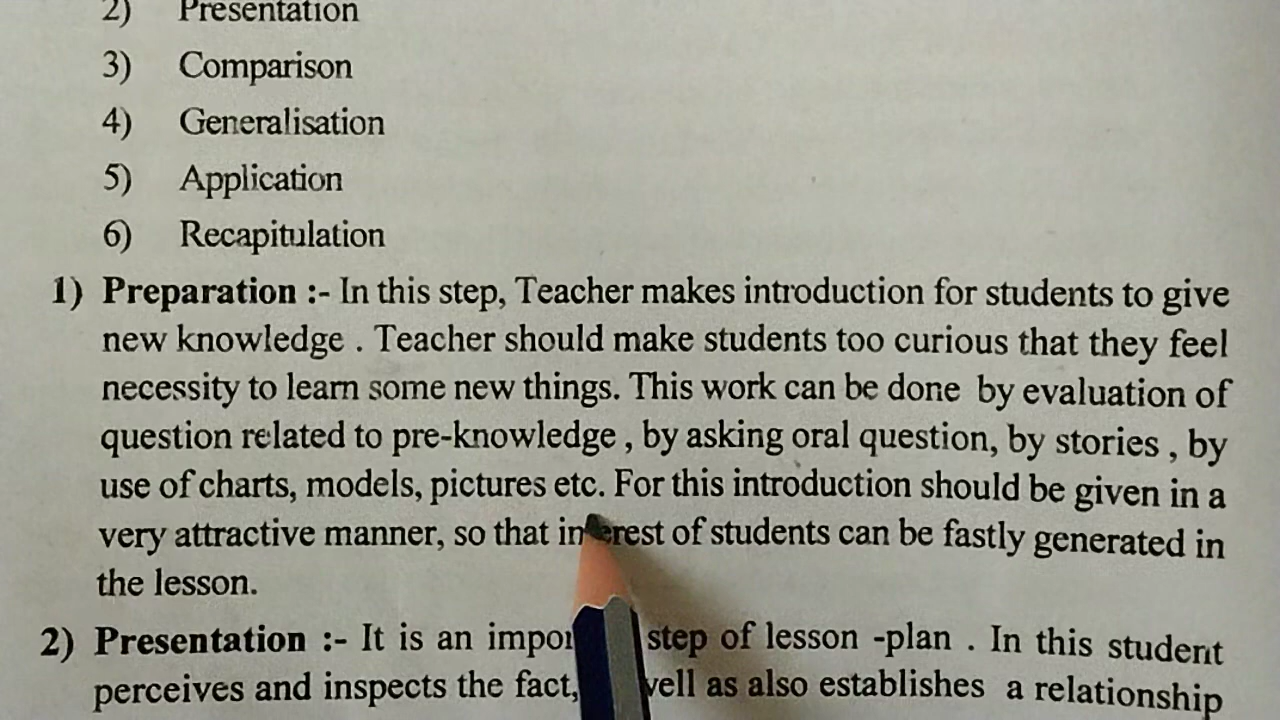 2) Presentation
3) Comparison
4) Generalisation
5) Application
6) Recapitulation
1) Preparation :- In this step, Teacher makes introduction for students to give
new knowledge . Teacher should make students too curious that they feel
necessity to learn some new things. This work can be done by evaluation of
question related to pre-knowledge , by asking oral question, by stories , by
use of charts, models, pictures etc. For this introduction should be given in a
very attractive manner, so that interest of students can be fastly generated in
the lesson.
2) Presentation :- It is an step of lesson -plan . In this student
perceives and inspects the fact, as also establishes a relationship